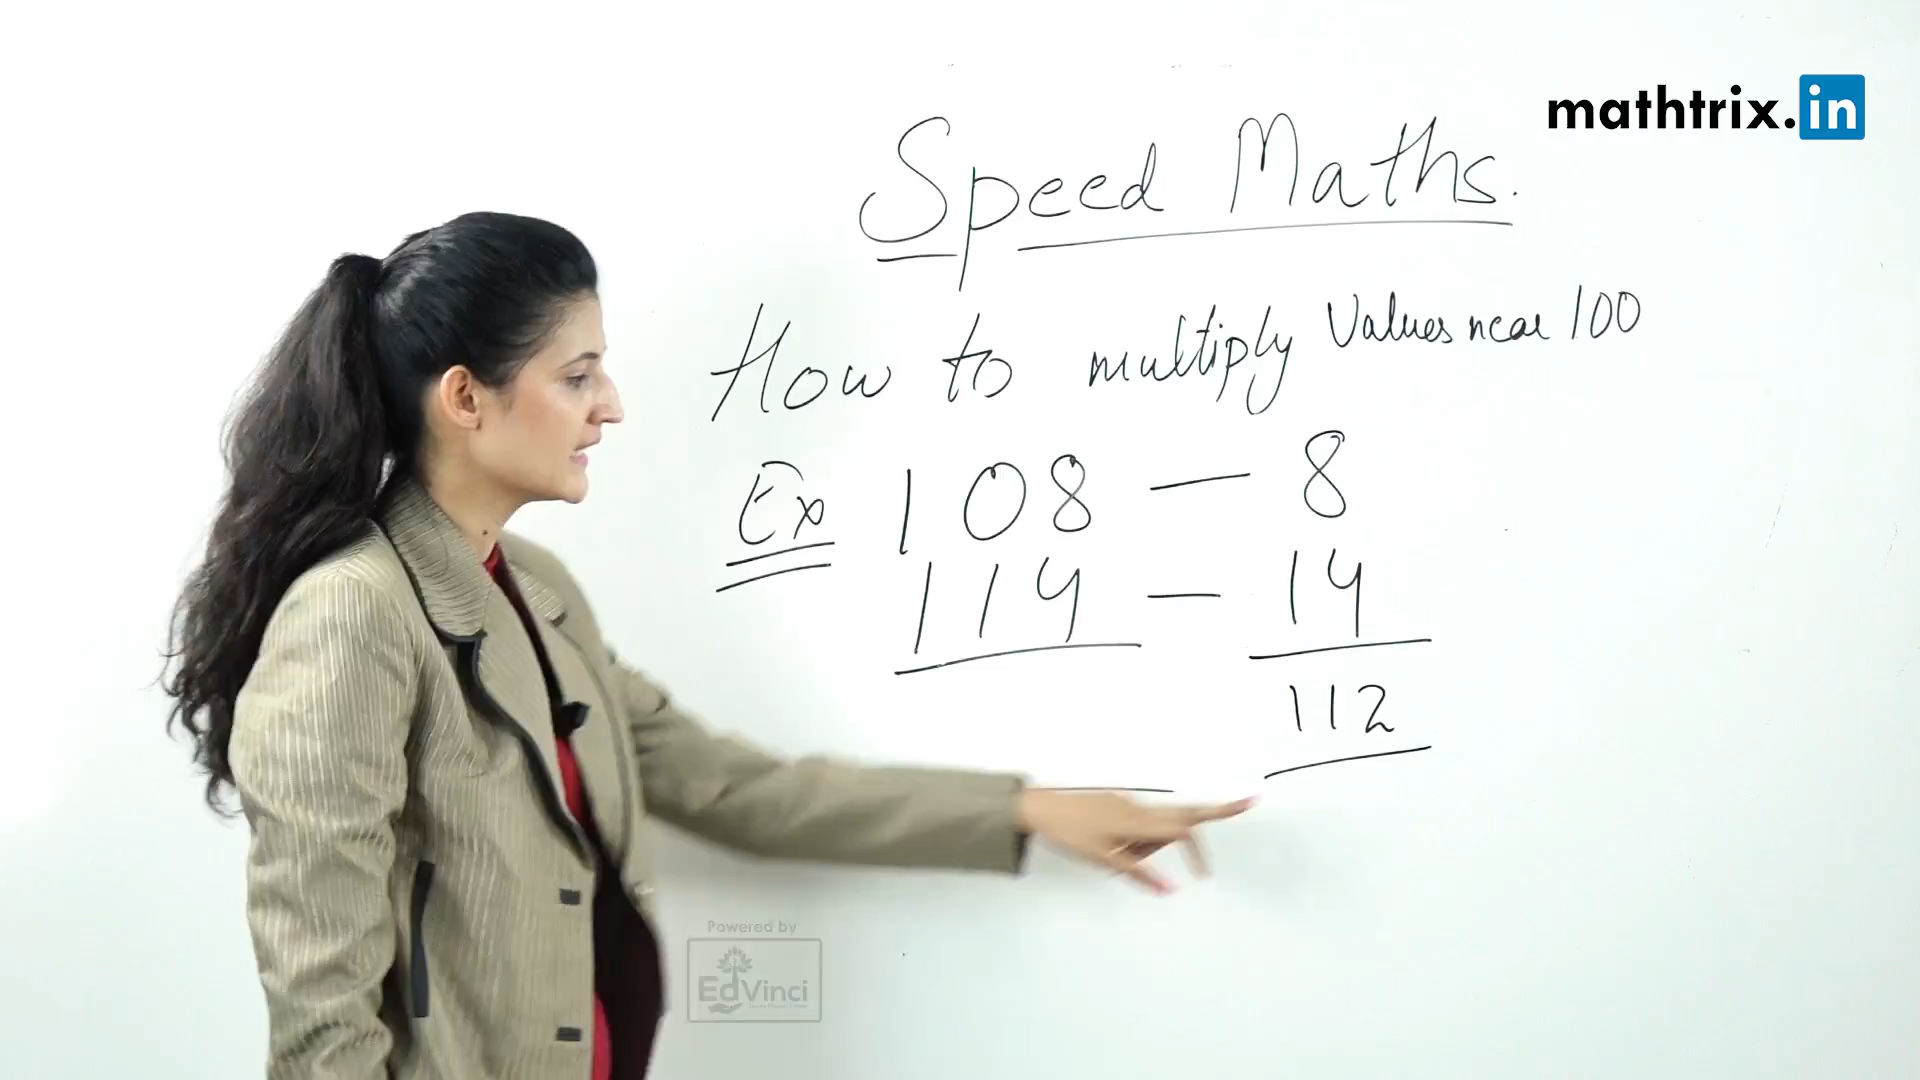 mathtrix.in
Speed Maths.
How to multiply Values near 100
Ex 108 — 8
114 — 14
112
Powered by
EdVinci